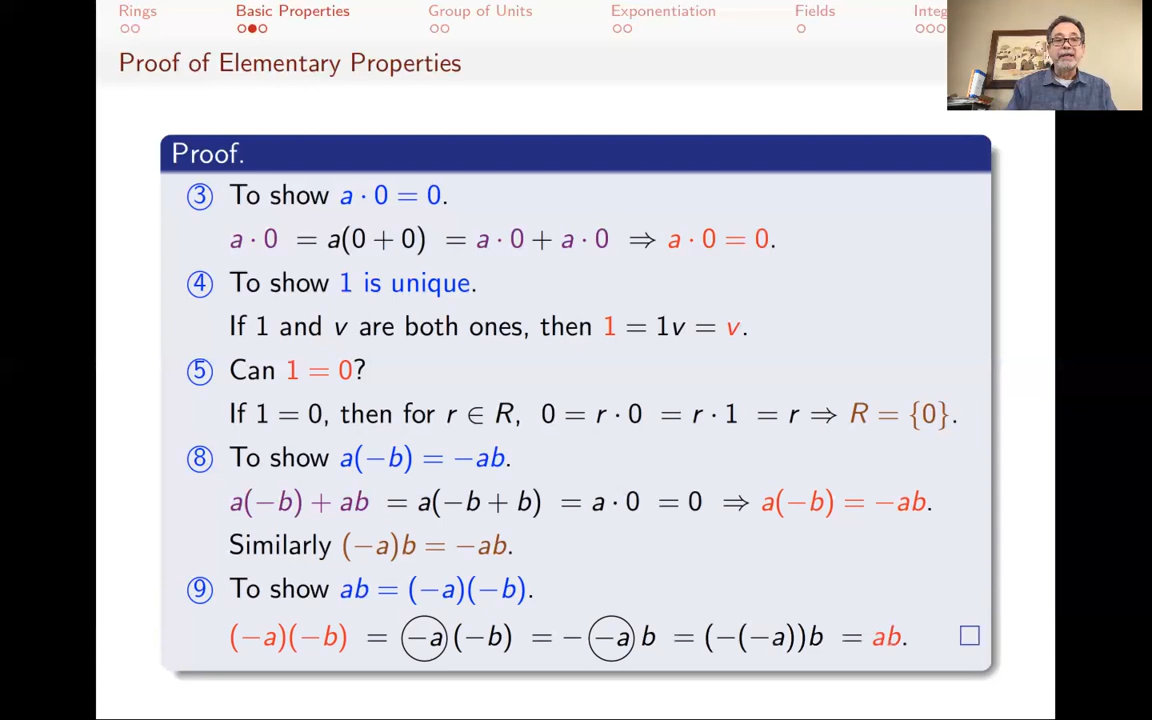 Rings Basic Properties Group of Units Exponentiation Fields Integ
Proof of Elementary Properties
Proof.
③ To show a · 0 = 0.
a · 0 = a(0 + 0) = a · 0 + a · 0 ⇒ a · 0 = 0.
④ To show 1 is unique.
If 1 and v are both ones, then 1 = 1v = v.
⑤ Can 1 = 0?
If 1 = 0, then for r ∈ R, 0 = r · 0 = r · 1 = r ⇒ R = {0}.
⑧ To show a(−b) = −ab.
a(−b) + ab = a(−b + b) = a · 0 = 0 ⇒ a(−b) = −ab.
Similarly (−a)b = −ab.
⑨ To show ab = (−a)(−b).
(−a)(−b) = (−a)(−b) = −(−a)b = (−(−a))b = ab. □